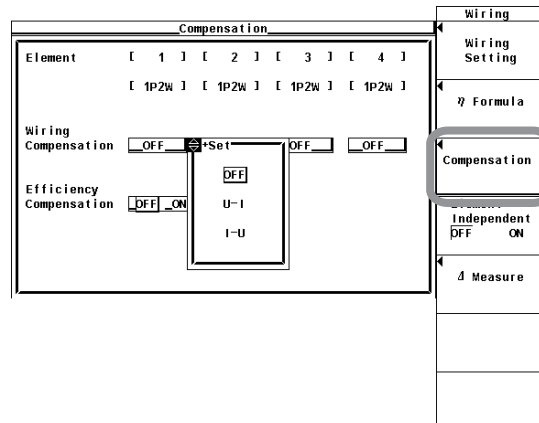 Compensation
Element [ 1 ] [ 2 ] [ 3 ] [ 4 ]
[ 1P2W ] [ 1P2W ] [ 1P2W ] [ 1P2W ]
Wiring
Compensation OFF +Set OFF OFF
OFF
U-I
I-U
Efficiency
Compensation OFF ON
Wiring
Wiring
Setting
η Formula
Compensation
Independent
OFF ON
Δ Measure